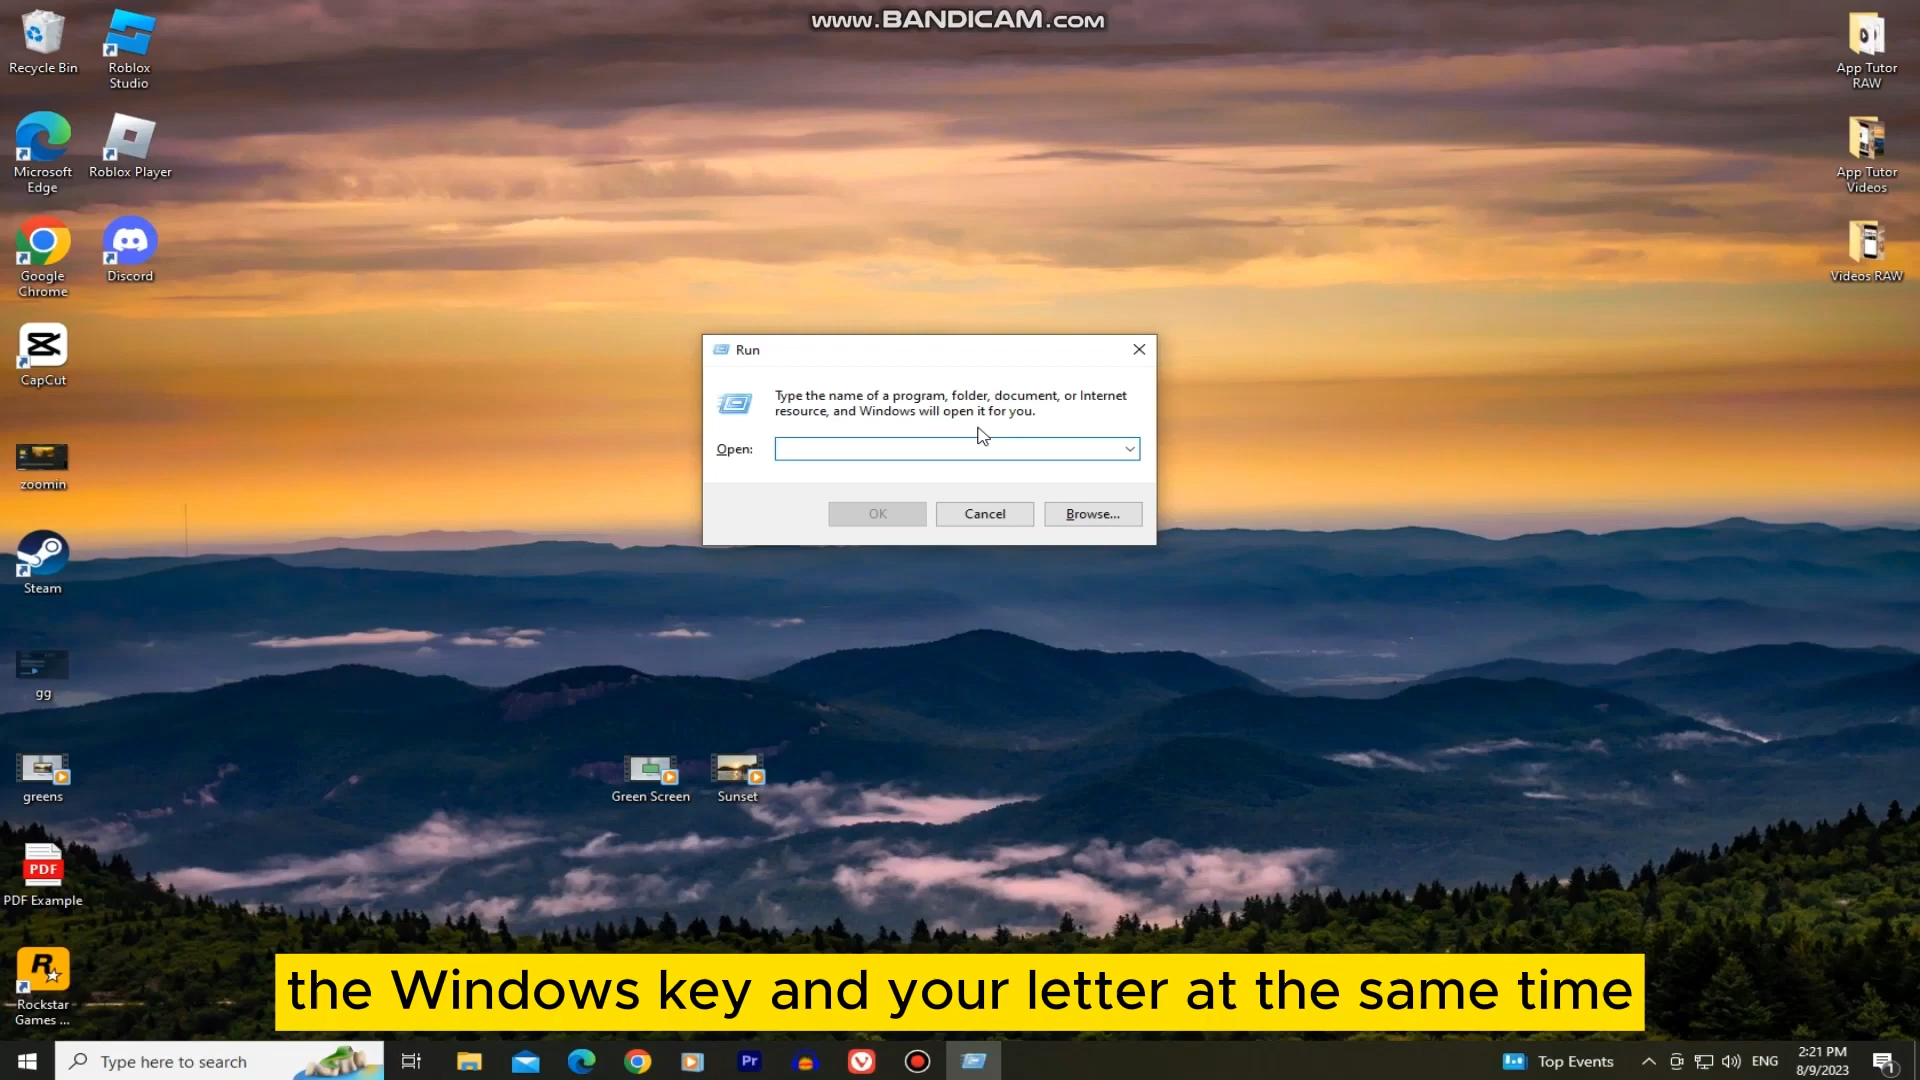 www.BANDICAM.com
Recycle Bin
Roblox
Studio
Microsoft
Edge
Roblox Player
Google
Chrome
Discord
CapCut
zoomin
Steam
gg
greens
PDF
PDF Example
R
Rockstar
Games ...
Green Screen
Sunset
App Tutor
RAW
App Tutor
Videos
Videos RAW
Run
Type the name of a program, folder, document, or Internet
resource, and Windows will open it for you.
Open:
OK
Cancel
Browse...
the Windows key and your letter at the same time
Type here to search
Pr
Top Events
ENG
2:21 PM
8/9/2023
1